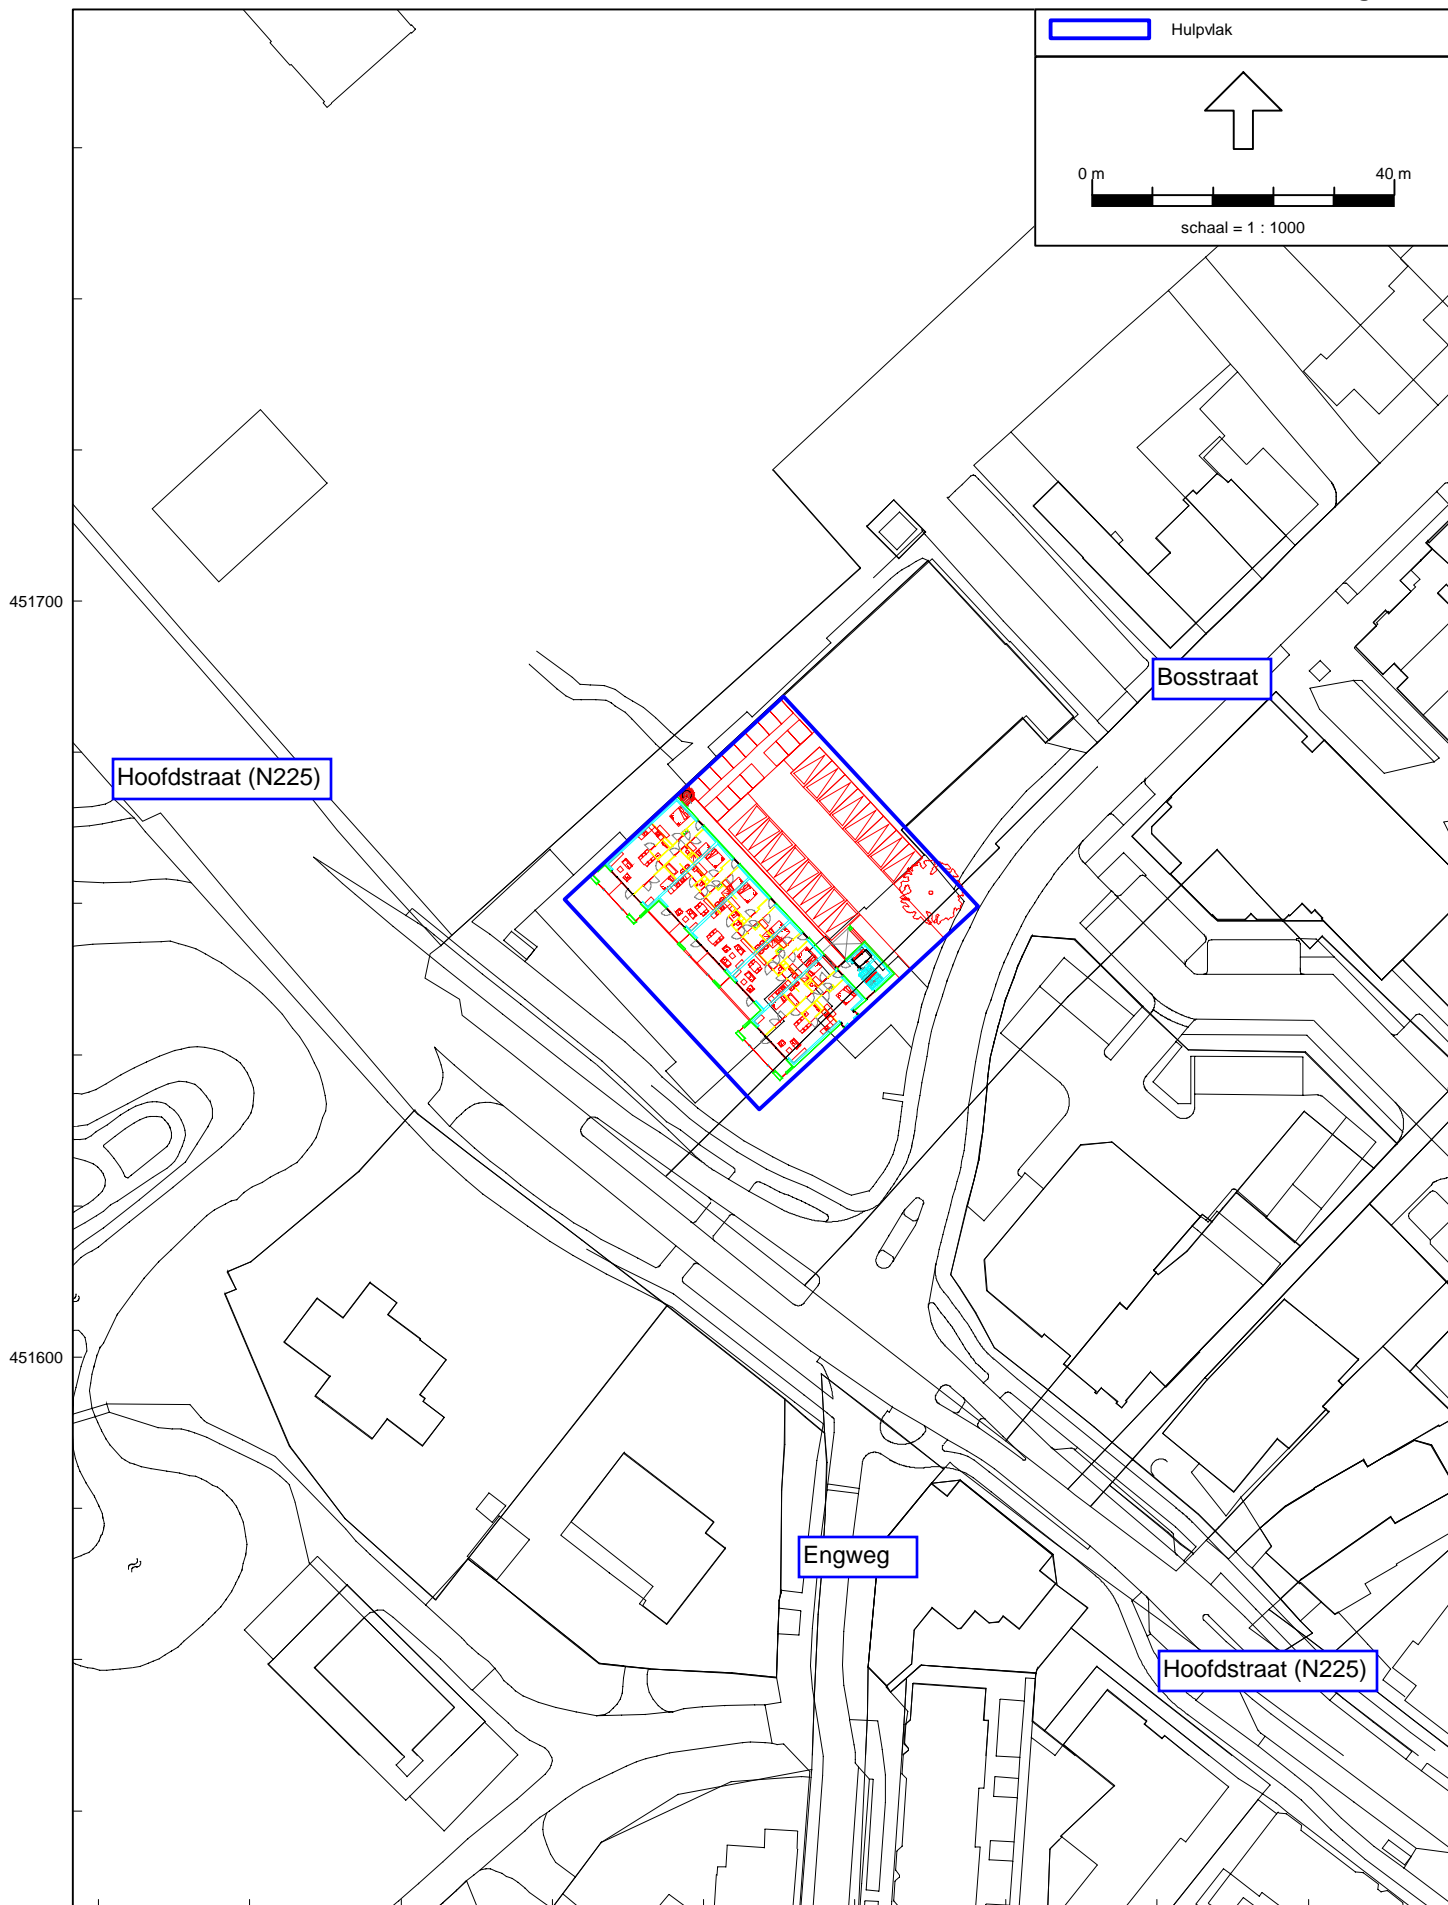 Hulpvlak
0 m 40 m
schaal = 1 : 1000
451700
Bosstraat
Hoofdstraat (N225)
451600
Engweg
Hoofdstraat (N225)